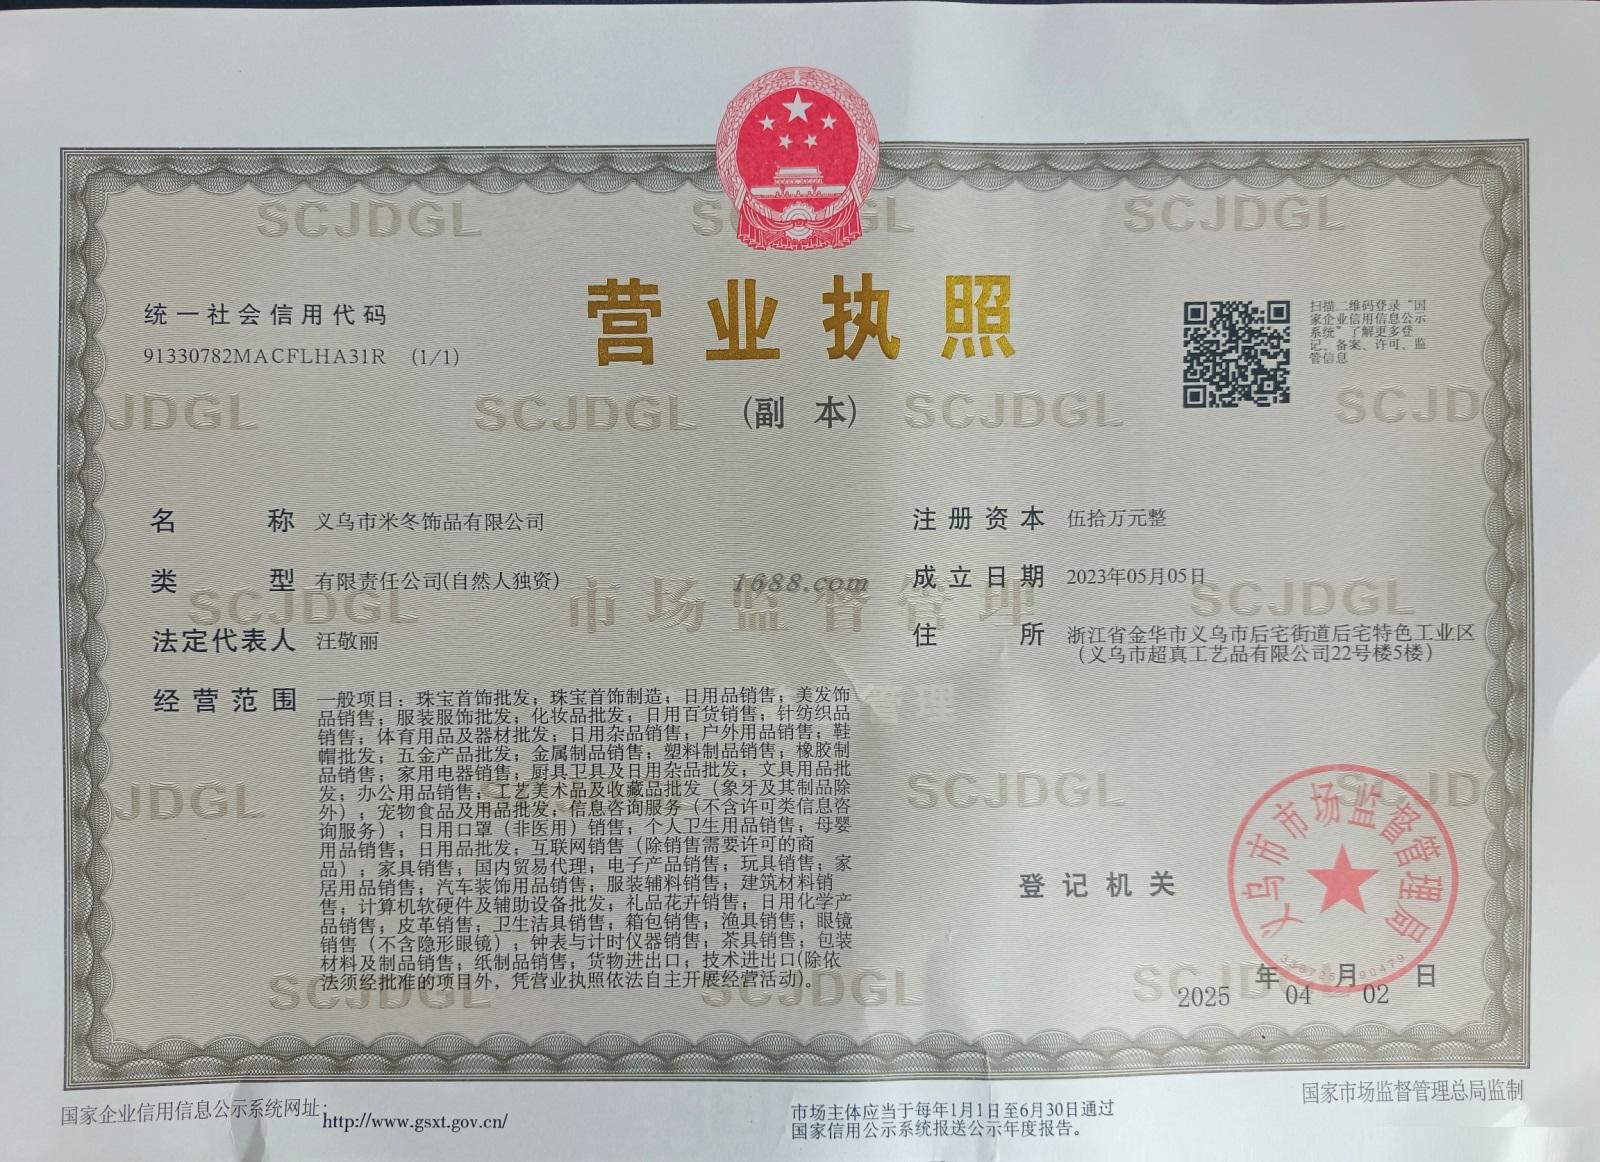 SCJDGL
SCJDGL
营业执照
(副 本)
统一社会信用代码
91330782MACFLHA31R (1/1)
扫描二维码登录“国
家企业信用信息公示
系统”了解更多登
记、备案、许可、监
管信息
JDGL
SCJDGL
SCJDGL
SCJD
名 称 义乌市米冬饰品有限公司
类 型 有限责任公司(自然人独资)
法定代表人 汪敬丽
经营范围 一般项目：珠宝首饰批发；珠宝首饰制造；日用品销售；美发饰
品销售；服装服饰批发；化妆品批发；日用百货销售；针纺织品
销售；体育用品及器材批发；日用杂品销售；户外用品销售；鞋
帽批发；五金产品批发；金属制品销售；塑料制品销售；橡胶制
品销售；家用电器销售；厨具卫具及日用杂品批发；文具用品批
发；办公用品销售；工艺美术品及收藏品批发（象牙及其制品除
外）；宠物食品及用品批发；信息咨询服务（不含许可类信息咨
询服务）；日用口罩（非医用）销售；个人卫生用品销售；母婴
用品销售；日用品批发；互联网销售（除销售需要许可的商
品）；家具销售；国内贸易代理；电子产品销售；玩具销售；家
居用品销售；汽车装饰用品销售；服装辅料销售；建筑材料销
售；计算机软硬件及辅助设备批发；礼品花卉销售；日用化学产
品销售；皮革销售；卫生洁具销售；箱包销售；渔具销售；眼镜
销售（不含隐形眼镜）；钟表与计时仪器销售；茶具销售；包装
材料及制品销售；纸制品销售；货物进出口；技术进出口(除依
法须经批准的项目外，凭营业执照依法自主开展经营活动)。
注册资本 伍拾万元整
成立日期 2023年05月05日
住 所 浙江省金华市义乌市后宅街道后宅特色工业区
（义乌市超真工艺品有限公司22号楼5楼）
1688.com
SCJDGL
市场监督管理
SCJDGL
管理
JDGL
SCJDGL
SCJDGL
SCJDGL
登记机关
义乌市市场监督管理局
2025 年 04 月 02 日
国家企业信用信息公示系统网址：http://www.gsxt.gov.cn/
市场主体应当于每年1月1日至6月30日通过
国家信用公示系统报送公示年度报告。
国家市场监督管理总局监制